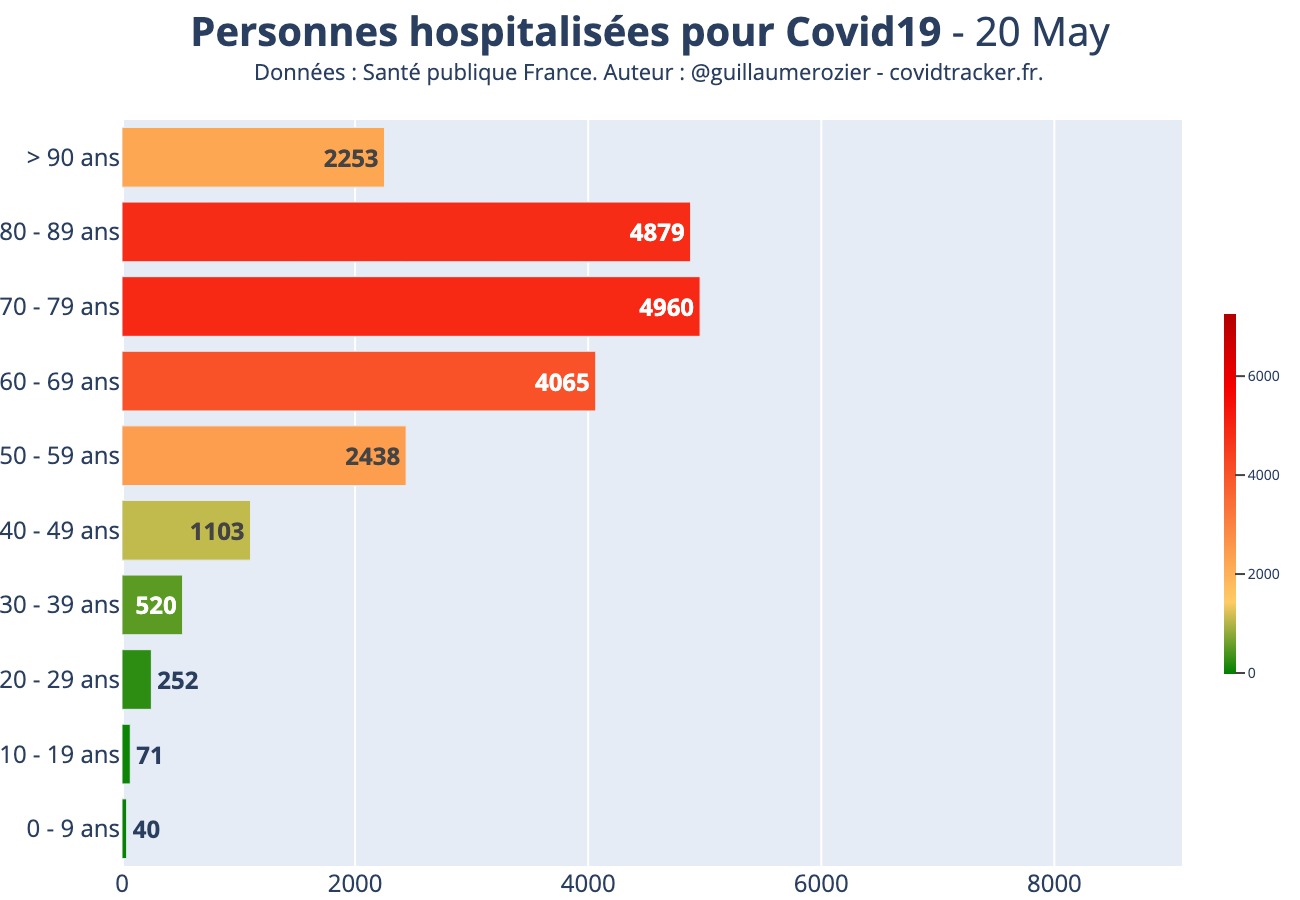 Personnes hospitalisées pour Covid19 - 20 May
Données : Santé publique France. Auteur : @guillaumerozier - covidtracker.fr.
> 90 ans 2253
80 - 89 ans 4879
70 - 79 ans 4960
60 - 69 ans 4065
50 - 59 ans 2438
40 - 49 ans 1103
30 - 39 ans 520
20 - 29 ans 252
10 - 19 ans 71
0 - 9 ans 40
0 2000 4000 6000 8000
6000
4000
2000
0